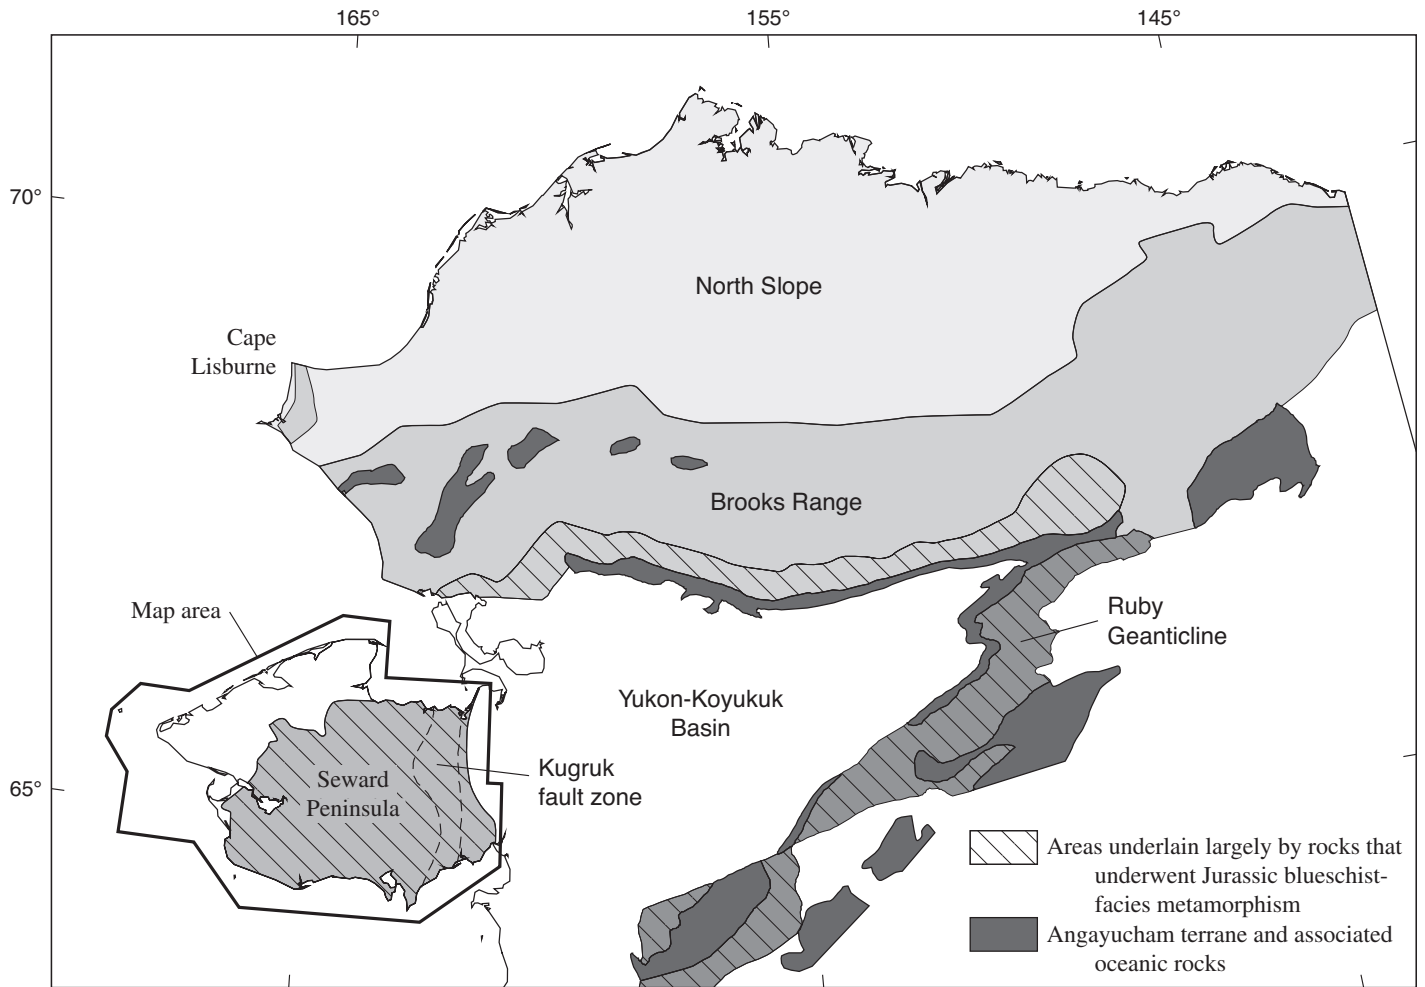 165°
155°
145°
70°
North Slope
Cape
Lisburne
Brooks Range
Map area
Ruby
Geanticline
Yukon-Koyukuk
Basin
Kugruk
fault zone
Seward
Peninsula
65°
Areas underlain largely by rocks that
underwent Jurassic blueschist-
facies metamorphism
Angayucham terrane and associated
oceanic rocks